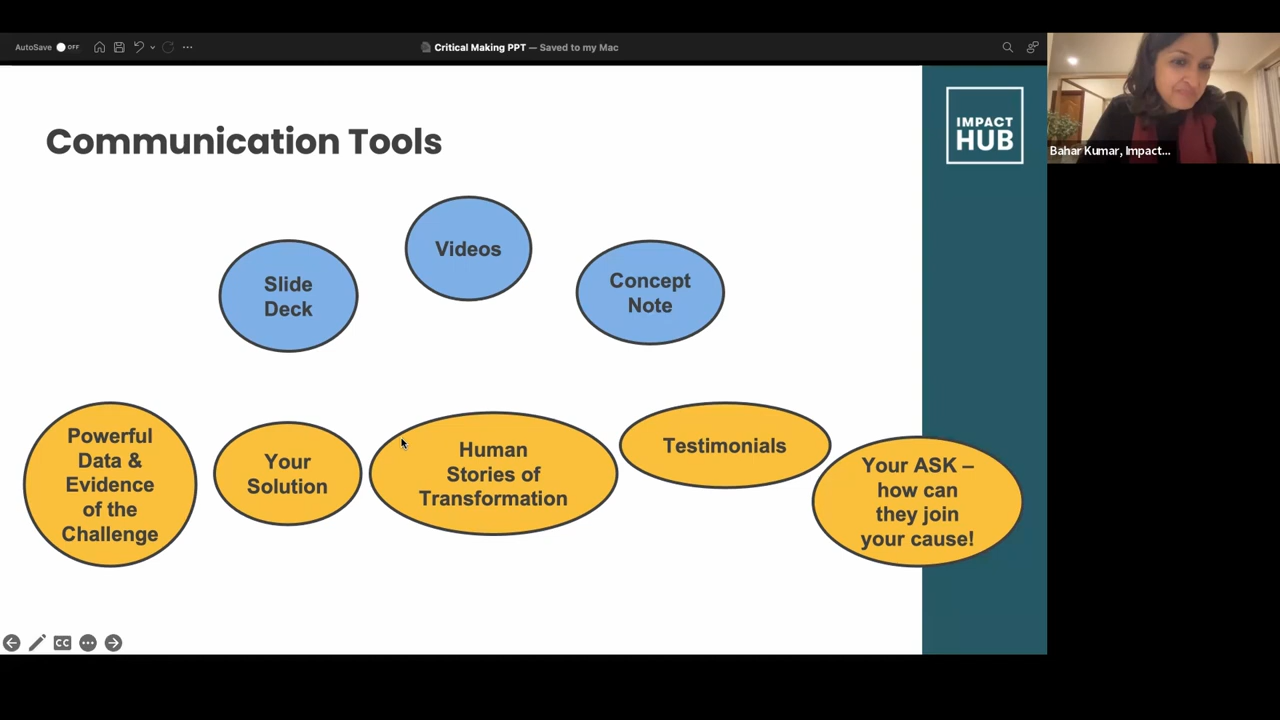 AutoSave OFF
Critical Making PPT — Saved to my Mac
IMPACT
HUB
Bahar Kumar, Impact...
Communication Tools
Slide
Deck
Videos
Concept
Note
Powerful
Data &
Evidence
of the
Challenge
Your
Solution
Human
Stories of
Transformation
Testimonials
Your ASK –
how can
they join
your cause!
CC